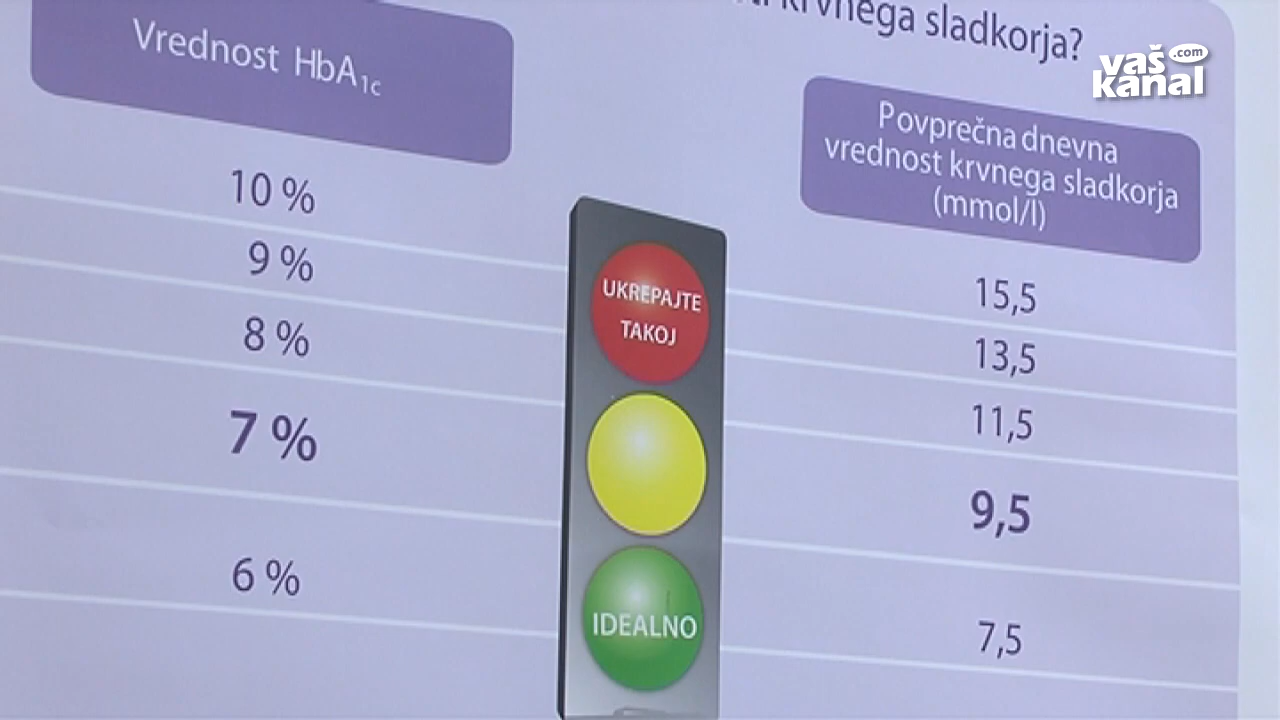 krvnega sladkorja?
vaš
.com
kanal
Vrednost HbA1c
Povprečna dnevna
vrednost krvnega sladkorja
(mmol/l)
10 %
9 %
8 %
7 %
6 %
UKREPAJTE
TAKOJ
IDEALNO
15,5
13,5
11,5
9,5
7,5